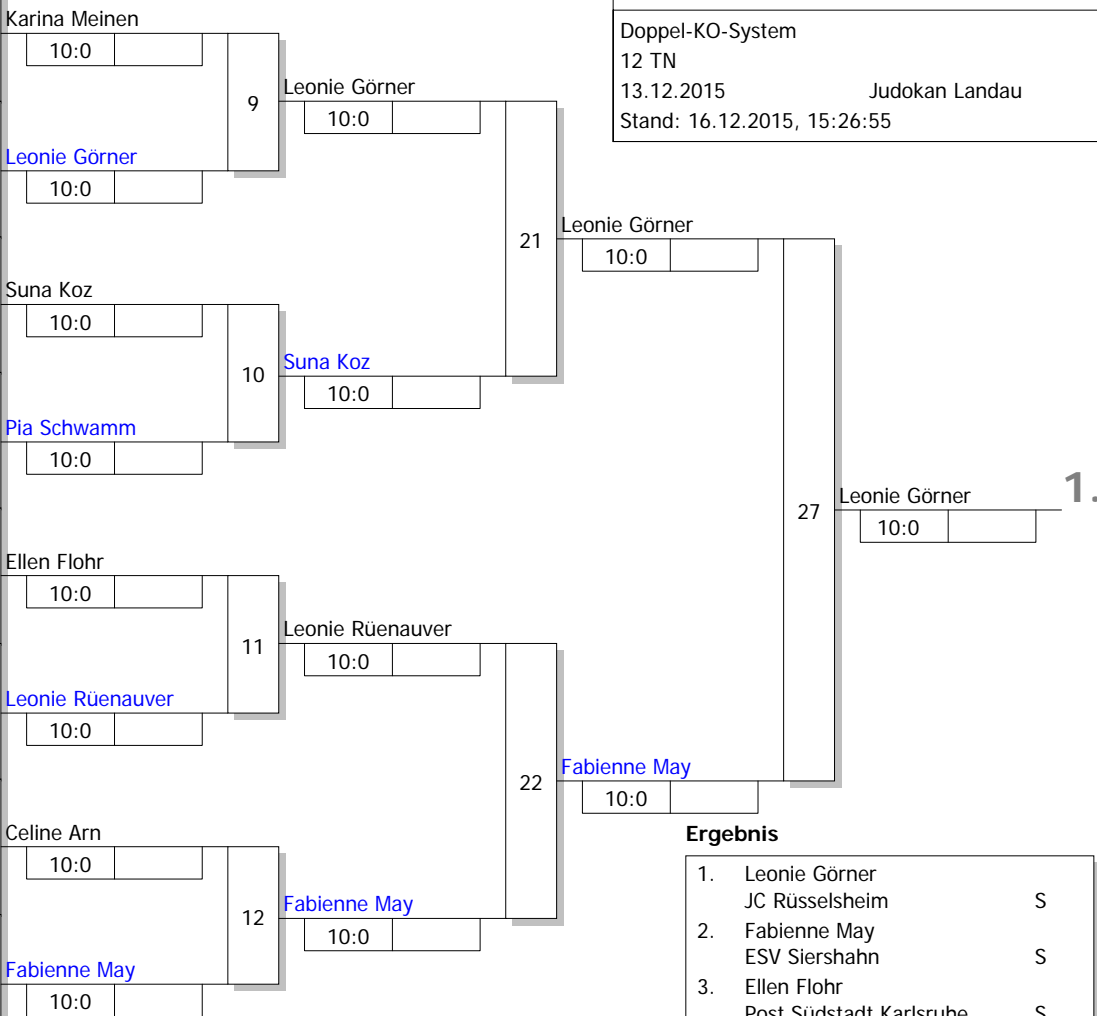 Karina Meinen
10:0
9
Leonie Görner
10:0
Leonie Görner
10:0
Doppel-KO-System
12 TN
13.12.2015 Judokan Landau
Stand: 16.12.2015, 15:26:55
21
Leonie Görner
10:0
Suna Koz
10:0
10
Suna Koz
10:0
Pia Schwamm
10:0
27
Leonie Görner
10:0
1.
Ellen Flohr
10:0
11
Leonie Rüenauver
10:0
Leonie Rüenauver
10:0
22
Fabienne May
10:0
Celine Arn
10:0
12
Fabienne May
10:0
Fabienne May
10:0
Ergebnis
1. Leonie Görner
JC Rüsselsheim S
2. Fabienne May
ESV Siershahn S
3. Ellen Flohr
Post Südstadt Karlsruhe S